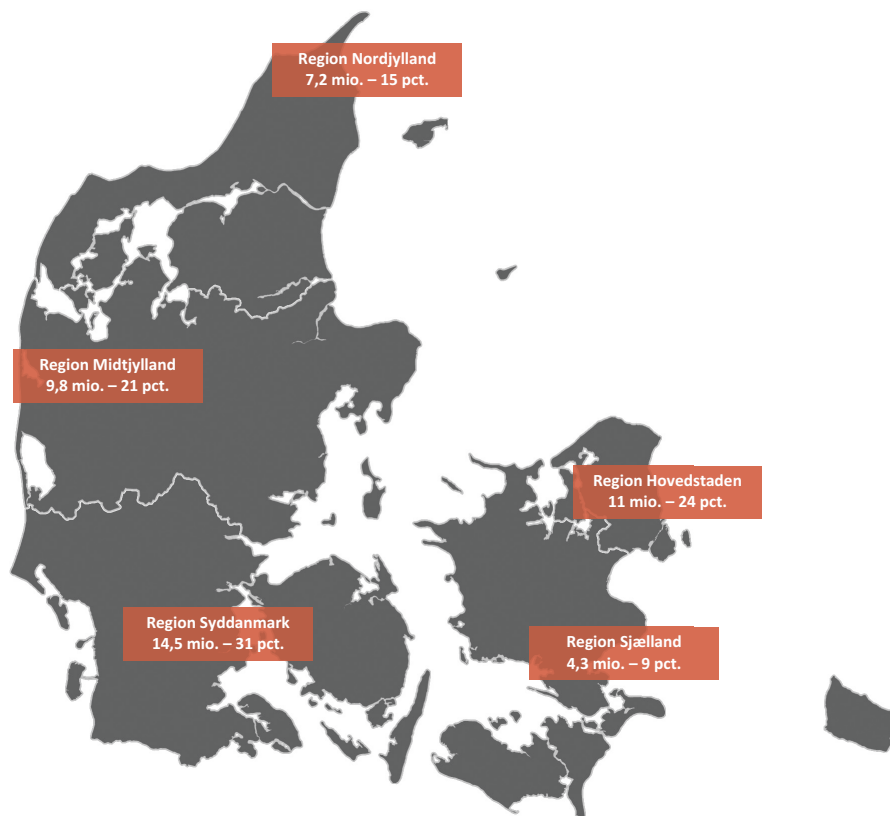 Region Nordjylland
7,2 mio. – 15 pct.
Region Midtjylland
9,8 mio. – 21 pct.
Region Hovedstaden
11 mio. – 24 pct.
Region Syddanmark
14,5 mio. – 31 pct.
Region Sjælland
4,3 mio. – 9 pct.